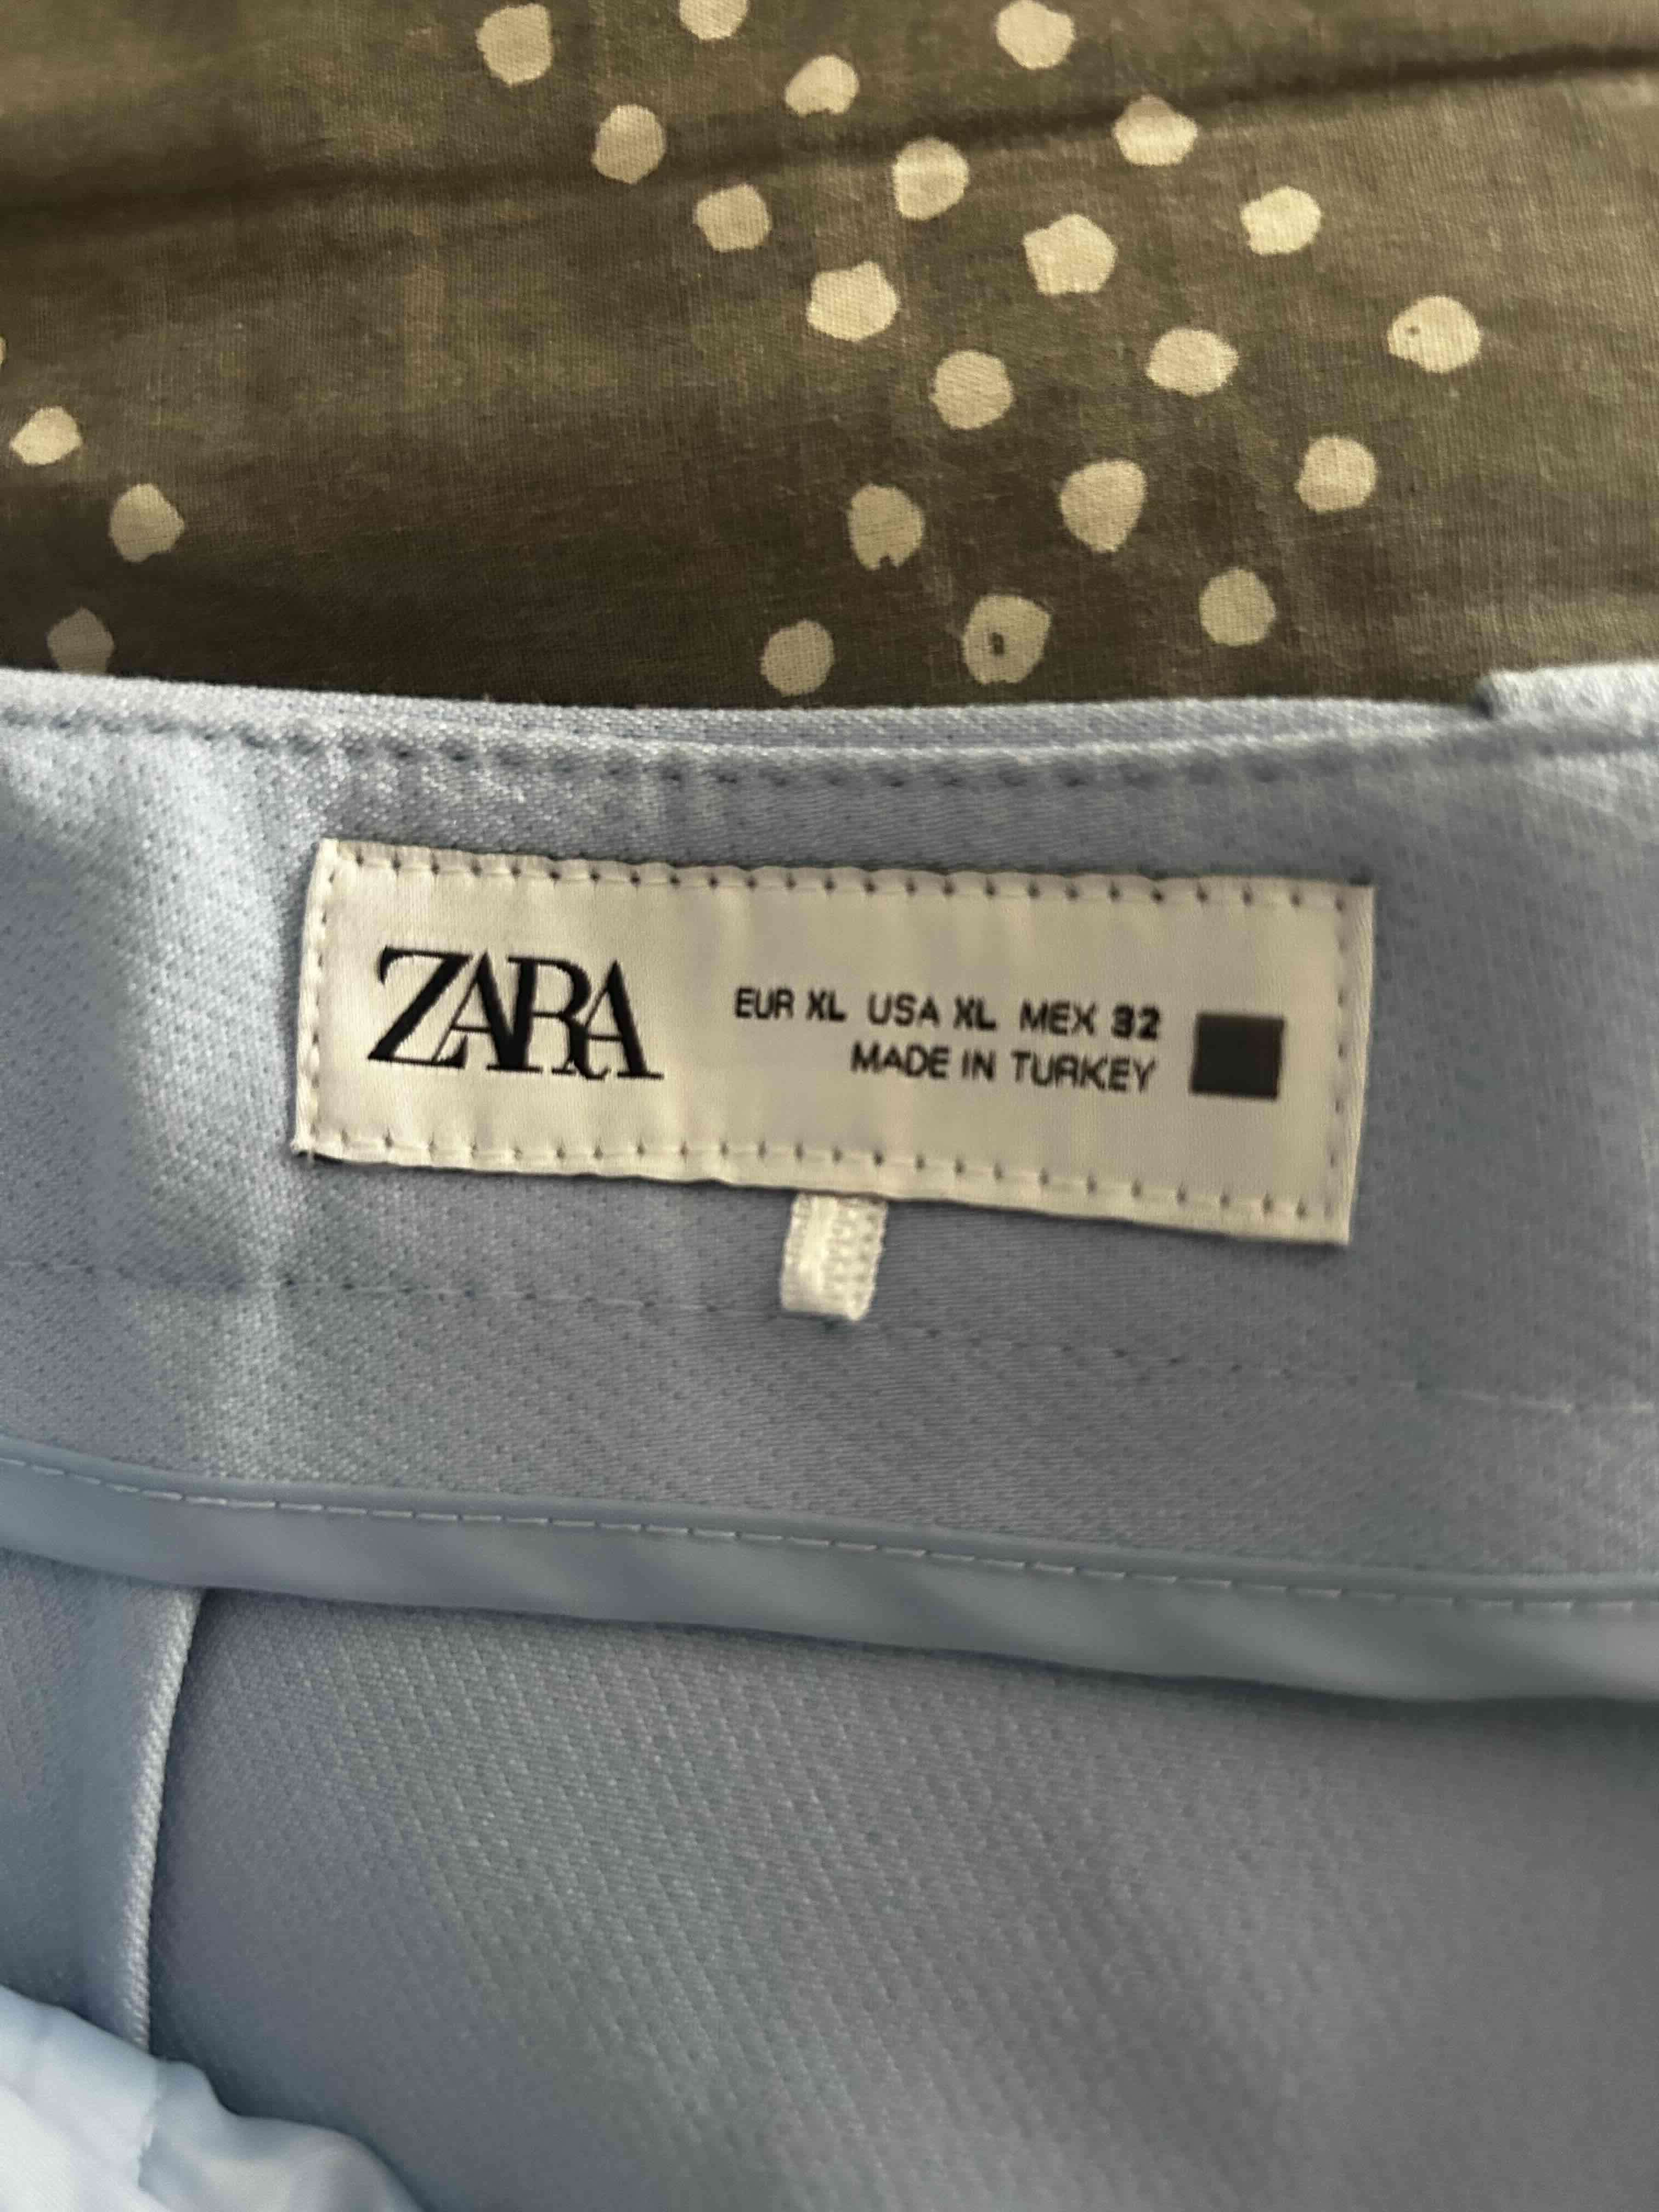 ZARA
EUR XL USA XL MEX 32
MADE IN TURKEY